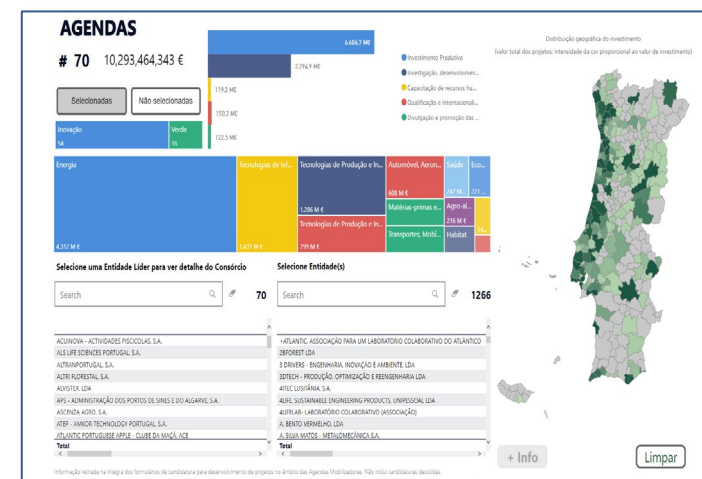 AGENDAS
# 70 10,293,464,343 €
Selecionadas Não selecionadas
Inovação
54
Verde
16
6.606,7 M€
3.294,9 M€
119,2 M€
150,2 M€
122,5 M€
Investimento Produtivo
Investigação, desenvolvimen...
Capacitação de recursos hu...
Qualificação e internacionali...
Divulgação e promoção das ...
Distribuição geográfica do investimento
(valor total dos projetos: intensidade da cor proporcional ao valor de investimento)
Energia
4.317 M €
Tecnologias de Inf...
1.431 M €
Tecnologias de Produção e In...
1.286 M €
Tecnologias de Produção e In...
799 M €
Automóvel, Aeron...
608 M €
Matérias-primas e...
Transportes, Mobi...
Saúde
247 M...
Eco...
221 ...
Agro-al...
216 M €
Habitat
14...
Selecione uma Entidade Líder para ver detalhe do Consórcio
Search 70
Selecione Entidade(s)
Search 1266
ACUINOVA - ACTIVIDADES PISCICOLAS, S.A.
ALS LIFE SCIENCES PORTUGAL, S.A.
ALTRANPORTUGAL, S.A.
ALTRI FLORESTAL, S.A.
ALVISTEX, LDA
APS - ADMINISTRAÇÃO DOS PORTOS DE SINES E DO ALGARVE, S.A.
ASCENZA AGRO, S.A.
ATEP - AMKOR TECHNOLOGY PORTUGAL, S.A.
ATLANTIC PORTUGUESE APPLE - CLUBE DA MAÇÃ, ACE
Total
+ATLANTIC, ASSOCIAÇÃO PARA UM LABORATÓRIO COLABORATIVO DO ATLÂNTICO
2BFOREST LDA
3 DRIVERS - ENGENHARIA, INOVAÇÃO E AMBIENTE, LDA
3DTECH - PRODUÇÃO, OPTIMIZAÇÃO E REENGENHARIA LDA
4ITEC LUSITÂNIA, S.A.
4LIFE, SUSTAINABLE ENGINEERING PRODUCTS, UNIPESSOAL LDA
4LIFELAB- LABORATÓRIO COLABORATIVO (ASSOCIAÇÃO)
A. BENTO VERMELHO, LDA
A. SILVA MATOS - METALOMECÂNICA S.A.
Total
+ Info
Limpar
Informação retirada na íntegra dos formulários de candidatura para desenvolvimento de projetos no âmbito das Agendas Mobilizadoras. Não inclui candidaturas desistidas.